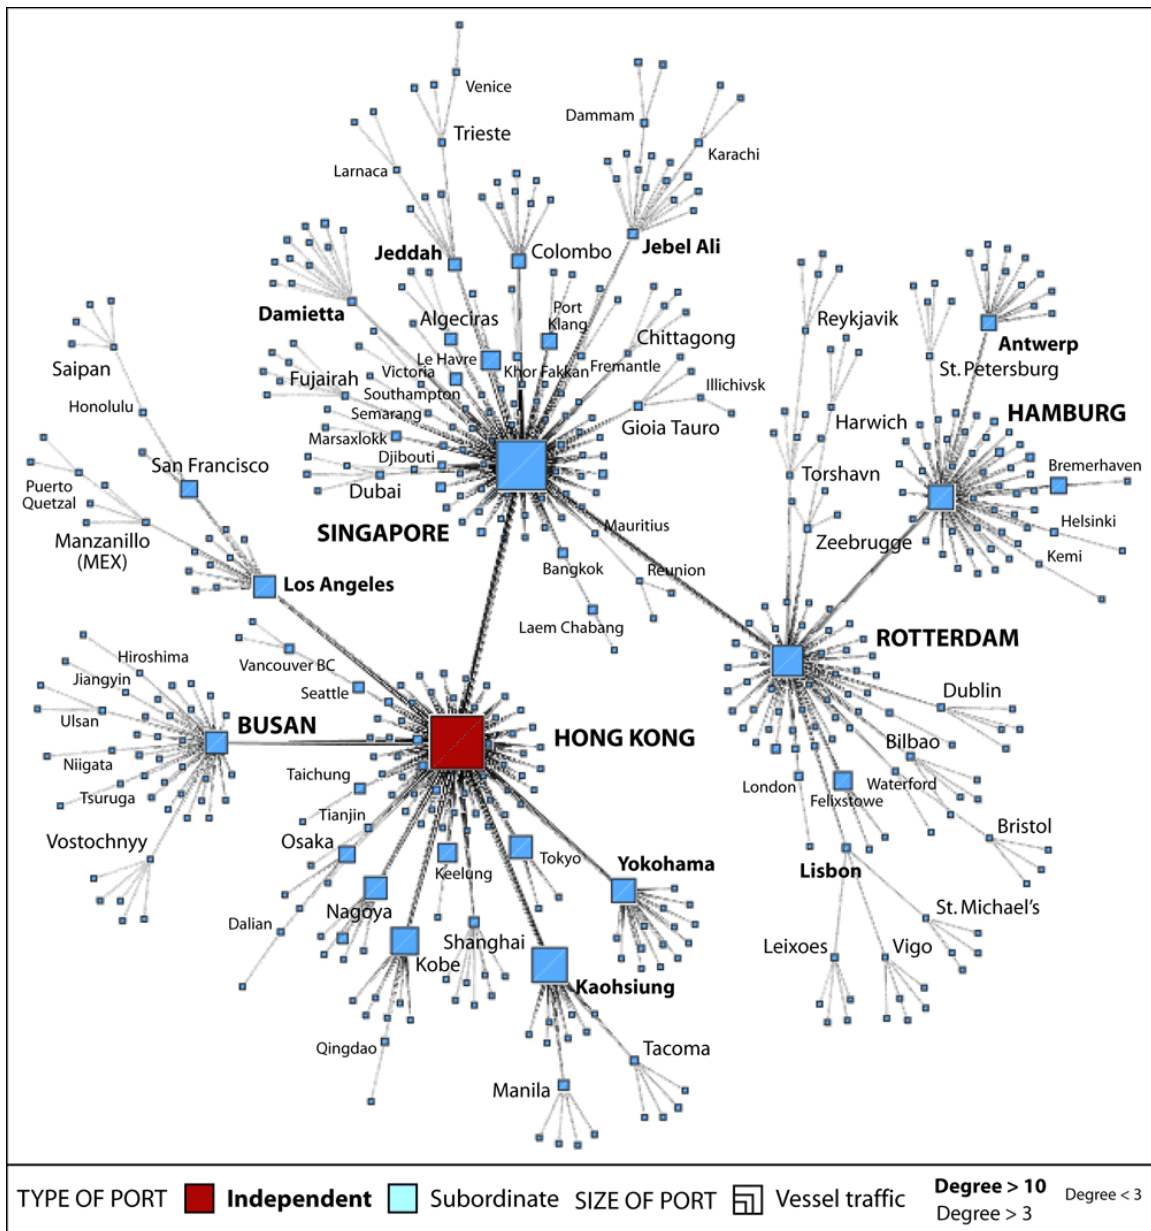 Venice
Dammam
Trieste
Karachi
Larnaca
Jeddah
Colombo
Jebel Ali
Damietta
Port
Klang
Algeciras
Reykjavik
Chittagong
Antwerp
Le Havre
Khor Fakkan
Fremantle
St. Petersburg
Saipan
Victoria
Fujairah
Illichivsk
Southampton
Honolulu
Semarang
Gioia Tauro
HAMBURG
Harwich
Marsaxlokk
Djibouti
San Francisco
Bremerhaven
Puerto
Quetzal
Dubai
Torshavn
Mauritius
Helsinki
SINGAPORE
Manzanillo
(MEX)
Zeebrugge
Kemi
Bangkok
Reunion
Los Angeles
Laem Chabang
ROTTERDAM
Hiroshima
Vancouver BC
Jiangyin
Seattle
Dublin
Ulsan
BUSAN
HONG KONG
Bilbao
Niigata
Taichung
London
Waterford
Tsuruga
Felixstowe
Tianjin
Bristol
Vostochnyy
Osaka
Keelung
Tokyo
Yokohama
Lisbon
Nagoya
St. Michael's
Dalian
Shanghai
Leixoes
Vigo
Kobe
Kaohsiung
Qingdao
Tacoma
Manila
TYPE OF PORT Independent Subordinate SIZE OF PORT Vessel traffic Degree > 10 Degree < 3
Degree > 3